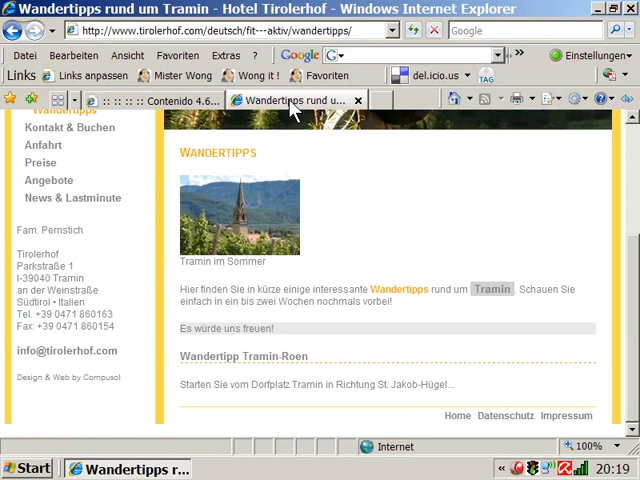 Wandertipps rund um Tramin - Hotel Tirolerhof - Windows Internet Explorer
http://www.tirolerhof.com/deutsch/fit---aktiv/wandertipps/
Google
Datei Bearbeiten Ansicht Favoriten Extras ? Google G Einstellungen
Links Links anpassen Mister Wong Wong it ! Favoriten del.icio.us TAG
:: :: :: :: Contenido 4.6... Wandertipps rund u...
Wandertipps
Kontakt & Buchen
Anfahrt
Preise
Angebote
News & Lastminute
Fam. Pernstich
Tirolerhof
Parkstraße 1
I-39040 Tramin
an der Weinstraße
Südtirol • Italien
Tel. +39 0471 860163
Fax: +39 0471 860154
info@tirolerhof.com
Design & Web by Compusol
WANDERTIPPS
Tramin im Sommer
Hier finden Sie in kürze einige interessante Wandertipps rund um Tramin. Schauen Sie
einfach in ein bis zwei Wochen nochmals vorbei!
Es würde uns freuen!
Wandertipp Tramin-Roen
Starten Sie vom Dorfplatz Tramin in Richtung St. Jakob-Hügel...
Home Datenschutz Impressum
Internet 100%
Start Wandertipps r... « 20:19